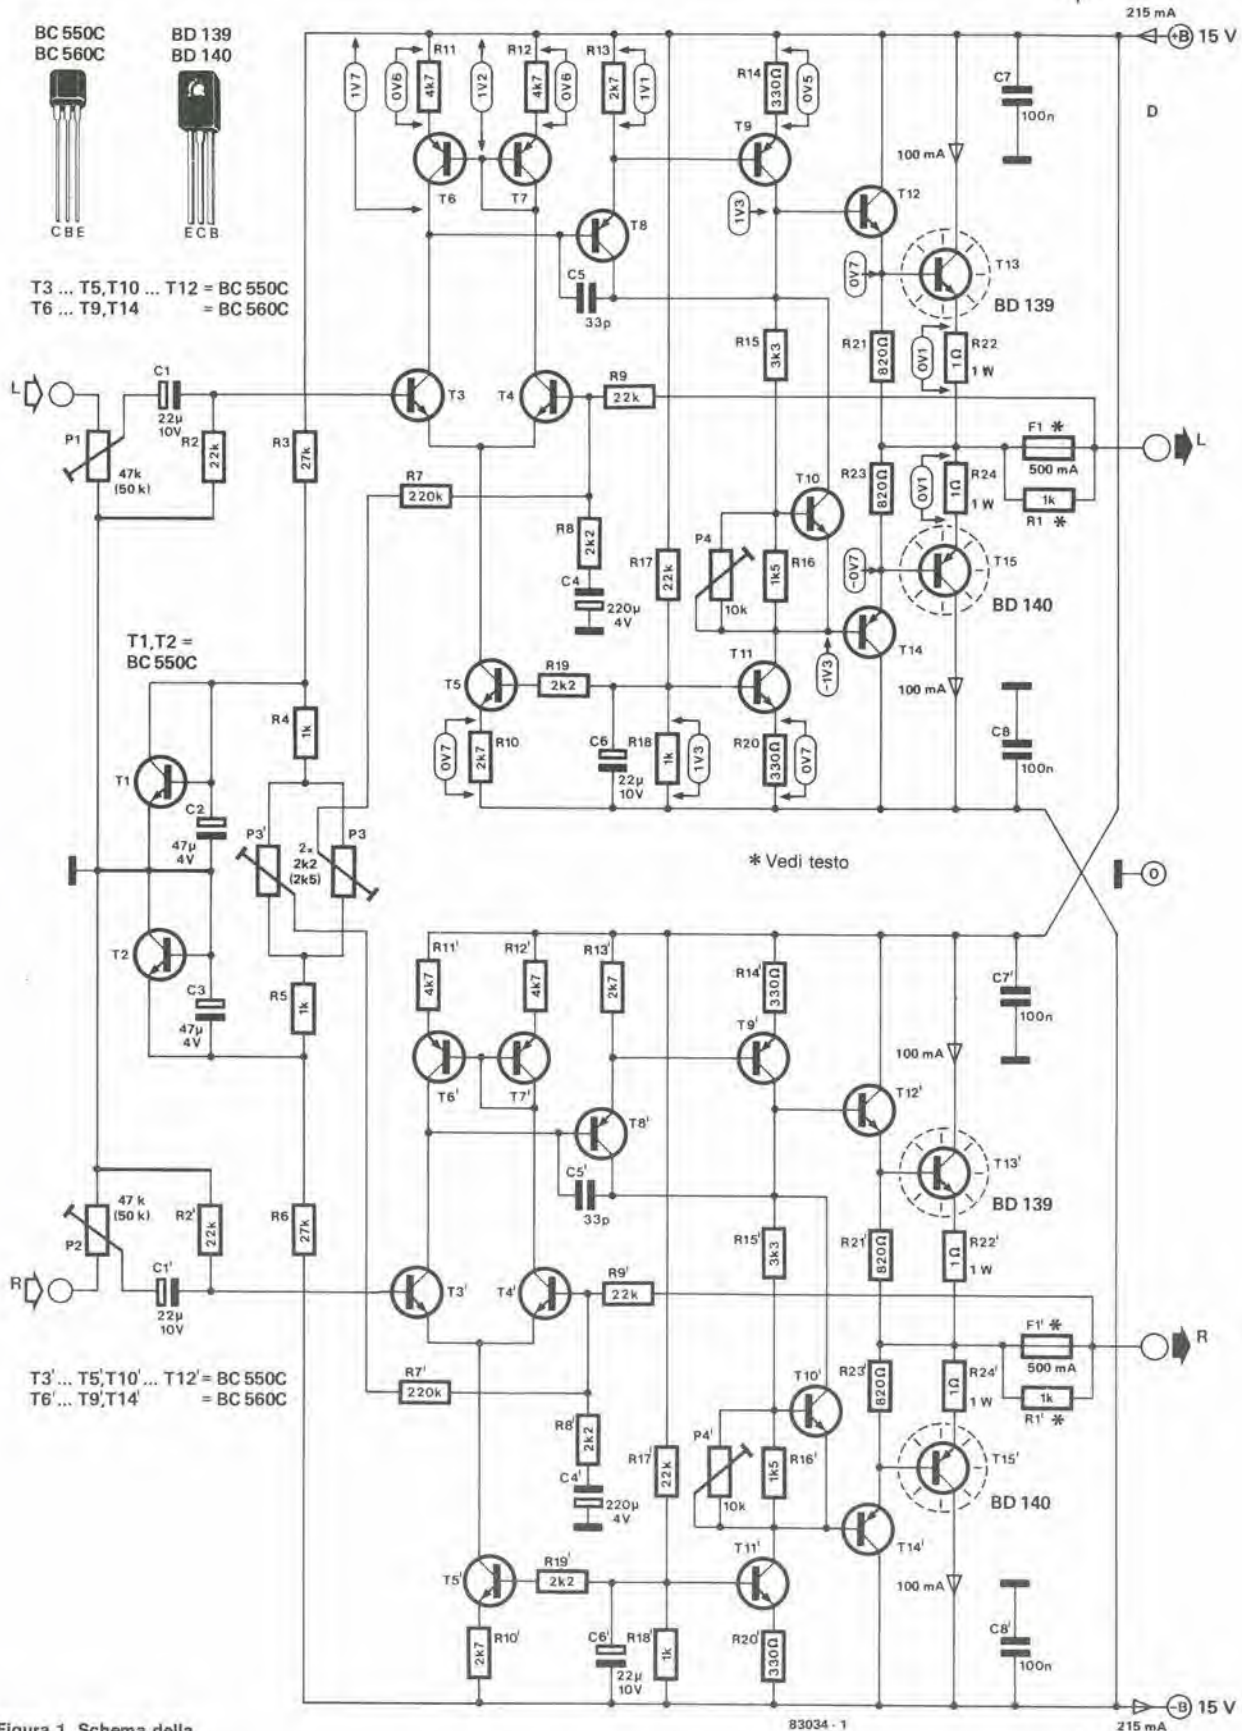 215 mA
+B 15 V
BC 550C
BC 560C
BD 139
BD 140
C B E
E C B
T3 ... T5,T10 ... T12 = BC 550C
T6 ... T9,T14 = BC 560C
1V7
0V6
R11
4k7
1V2
R12
4k7
0V6
R13
2k7
1V1
R14
330Ω
0V5
C7
100n
D
T6
T7
T9
100 mA
T8
1V3
T12
C5
33p
0V7
T13
BD 139
R15
3k3
R21
820Ω
0V1
R22
1Ω
1 W
L
C1
22µ
10V
T3
T4
R9
22k
P1
47k
(50 k)
R2
22k
R3
27k
F1 *
500 mA
L
R7
220k
R23
820Ω
0V1
R24
1Ω
1 W
1k
R1 *
T10
R8
2k2
P4
10k
R16
1k5
R17
22k
-0V7
T15
BD 140
C4
220µ
4V
T1,T2 =
BC 550C
T14
T11
-1V3
100 mA
T5
R19
2k2
R4
1k
0V7
R10
2k7
C6
22µ
10V
R18
1k
1V3
R20
330Ω
0V7
C8
100n
T1
C2
47µ
4V
P3'
2x
2k2
(2k5)
P3
* Vedi testo
0
T2
C3
47µ
4V
R5
1k
R11'
4k7
R12'
4k7
R13'
2k7
R14'
330Ω
C7'
100n
T9'
100 mA
T6'
T7'
T8'
T12'
C5'
33p
T13'
BD 139
47 k
(50 k)
P2
R2'
22k
R6
27k
R15'
3k3
R21'
820Ω
R22'
1Ω
1 W
R
C1'
22µ
10V
T3'
T4'
R9'
22k
F1' *
500 mA
R
T3'... T5',T10'... T12' = BC 550C
T6'... T9',T14' = BC 560C
R7'
220k
R23'
820Ω
R24'
1Ω
1 W
1k
R1' *
T10'
R8'
2k2
P4'
10k
R16'
1k5
R17'
22k
T15'
BD 140
C4'
220µ
4V
T14'
T11'
100 mA
T5'
R19'
2k2
R10'
2k7
C6'
22µ
10V
R18'
1k
R20'
330Ω
C8'
100n
-B 15 V
215 mA
83034 - 1
Figura 1. Schema della